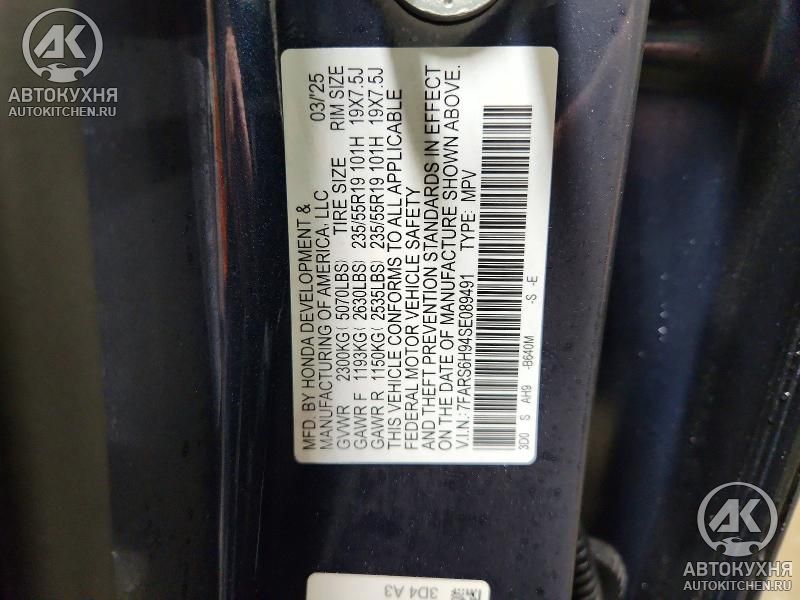 АК
АВТОКУХНЯ
AUTOKITCHEN.RU
MFD. BY HONDA DEVELOPMENT &
MANUFACTURING OF AMERICA, LLC 03/'25
GVWR 2300KG( 5070LBS) TIRE SIZE RIM SIZE
GAWR F 1193KG( 2630LBS) 235/55R19 101H 19X7.5J
GAWR R 1150KG( 2535LBS) 235/55R19 101H 19X7.5J
THIS VEHICLE CONFORMS TO ALL APPLICABLE
FEDERAL MOTOR VEHICLE SAFETY
AND THEFT PREVENTION STANDARDS IN EFFECT
ON THE DATE OF MANUFACTURE SHOWN ABOVE.
V.I.N.:7FARS6H94SE089491 TYPE: MPV
3D0 S AH9 -B640M -S -E
3D4 A3
АК
АВТОКУХНЯ
AUTOKITCHEN.RU